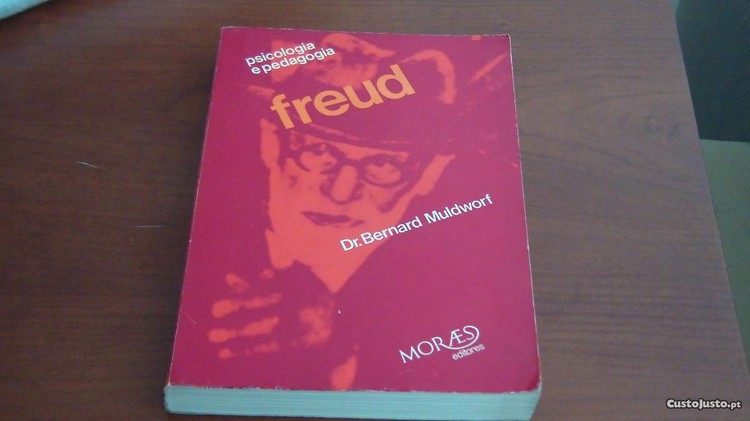 psicologia
e pedagogia
freud
Dr. Bernard Muldworf
MORÆS
editores
CustoJusto.pt